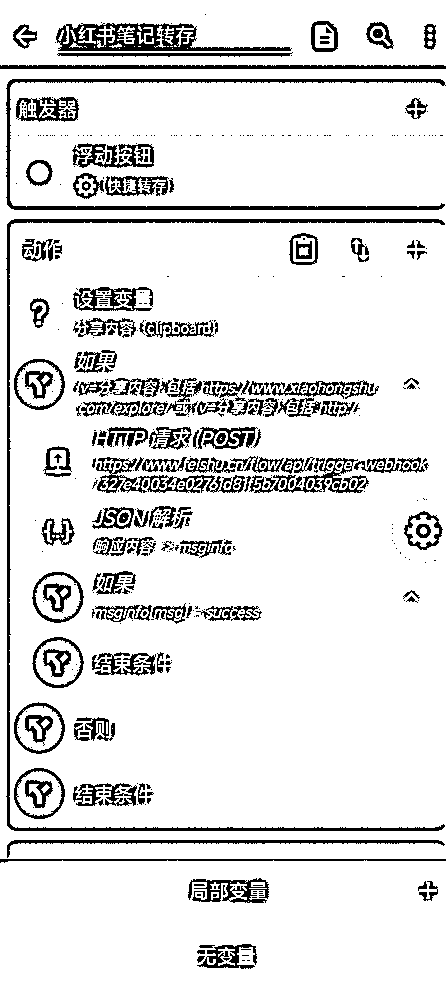 小红书笔记转存
触发器
浮动按钮
(快捷转存)
动作
设置变量
分享内容 (clipboard)
如果
(v=分享内容) 包括 https://www.xiaohongshu
.com/explore/ 或 (v=分享内容) 包括 http:/
HTTP 请求 (POST)
https://www.feishu.cn/flow/api/trigger-webhook
JSON 解析
响应内容 -> msginfo
如果
msginfo[msg] = success
结束条件
否则
结束条件
局部变量
无变量